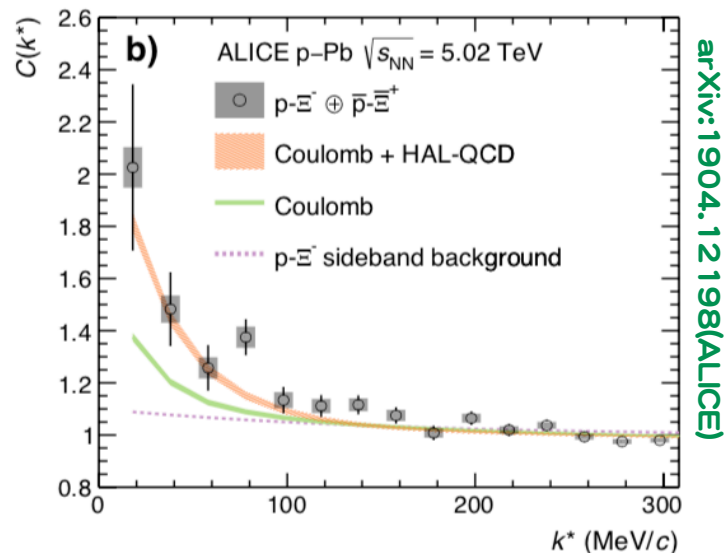 C(k*)
2.6
2.4
2.2
2
1.8
1.6
1.4
1.2
1
0.8
b) ALICE p–Pb √sNN = 5.02 TeV
p-Ξ⁻ ⊕ p̅-Ξ̅⁺
Coulomb + HAL-QCD
Coulomb
p-Ξ⁻ sideband background
0 100 200 300
k* (MeV/c)
arXiv:1904.12198(ALICE)